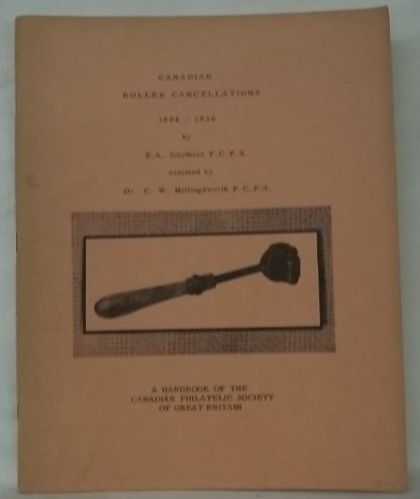 CANADIAN
ROLLER CANCELLATIONS
1894 - 1930
by
E.A. Smythies F.C.P.S.
assisted by
Dr. C. W. Hollingsworth F.C.P.S.
A HANDBOOK OF THE
CANADIAN PHILATELIC SOCIETY
OF GREAT BRITAIN